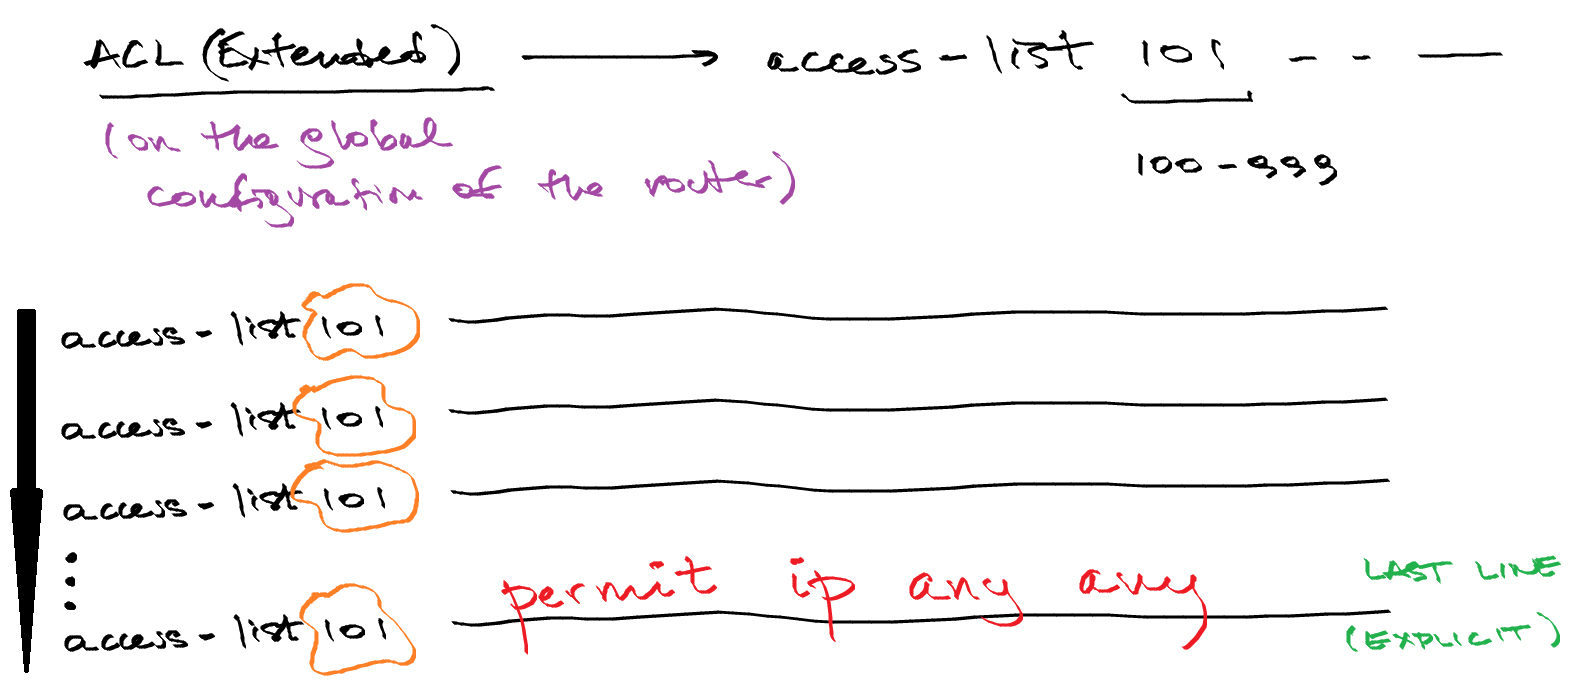 ACL (Extended) → access-list 101 - - —
(on the global
configuration of the router)
100-999
access-list 101
access-list 101
access-list 101
access-list 101 permit ip any any LAST LINE
(EXPLICIT)